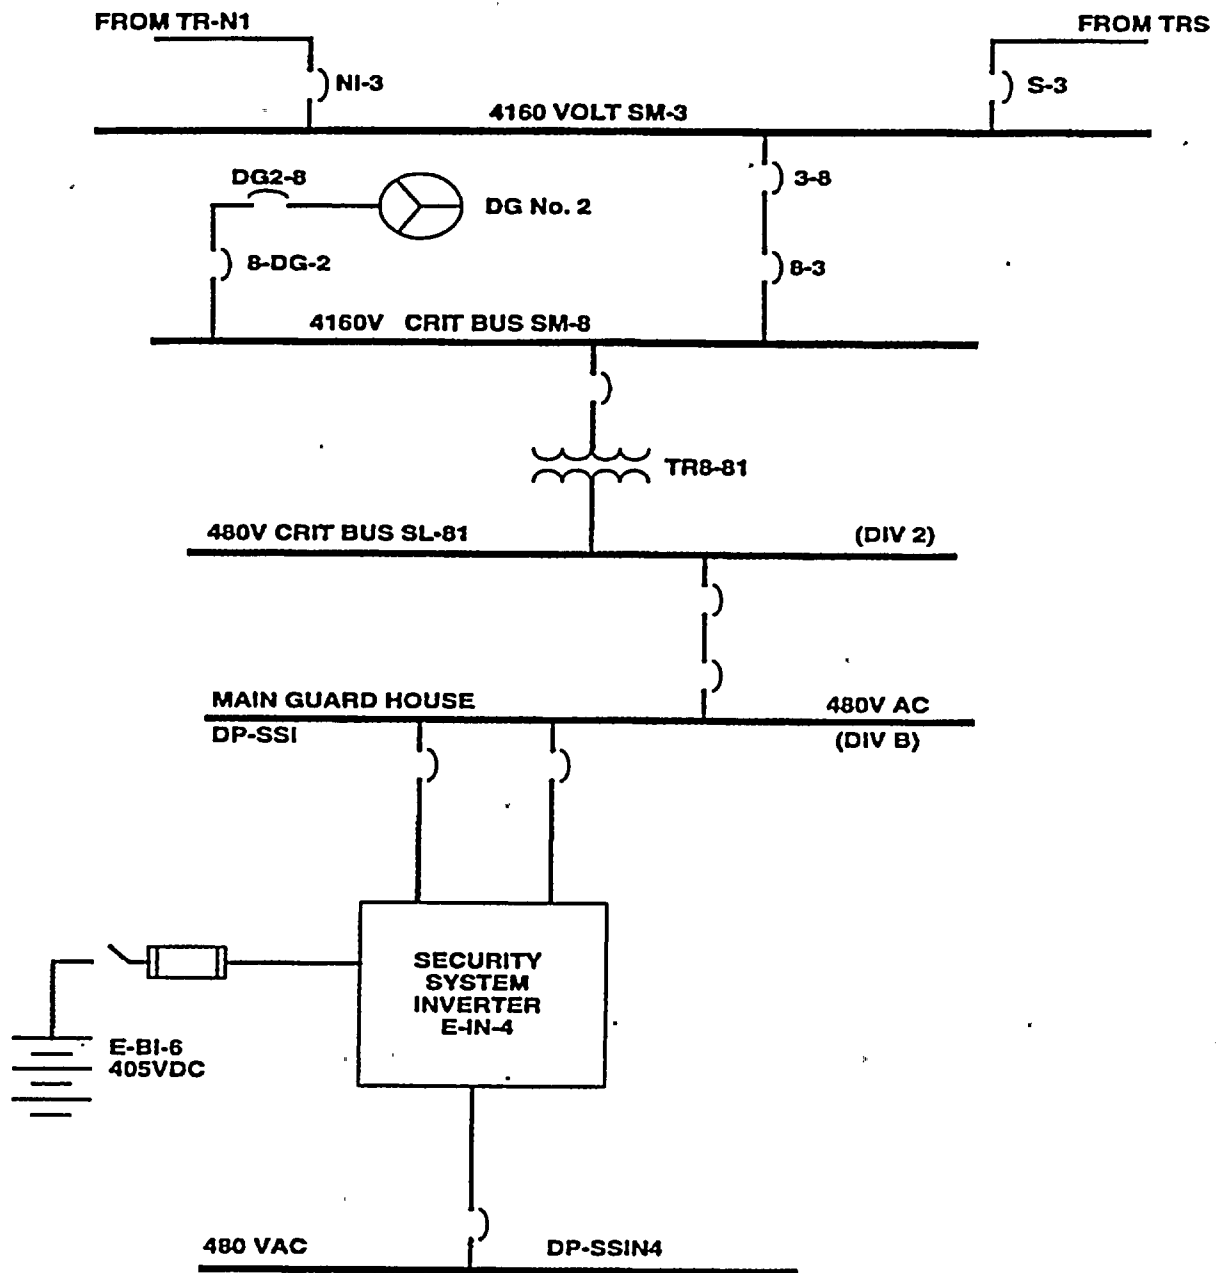 FROM TR-N1
FROM TRS
NI-3
S-3
4160 VOLT SM-3
DG2-8
3-8
DG No. 2
8-DG-2
8-3
4160V CRIT BUS SM-8
TR8-81
480V CRIT BUS SL-81
(DIV 2)
MAIN GUARD HOUSE
480V AC
DP-SSI
(DIV B)
SECURITY
SYSTEM
INVERTER
E-IN-4
E-BI-6
405VDC
480 VAC
DP-SSIN4